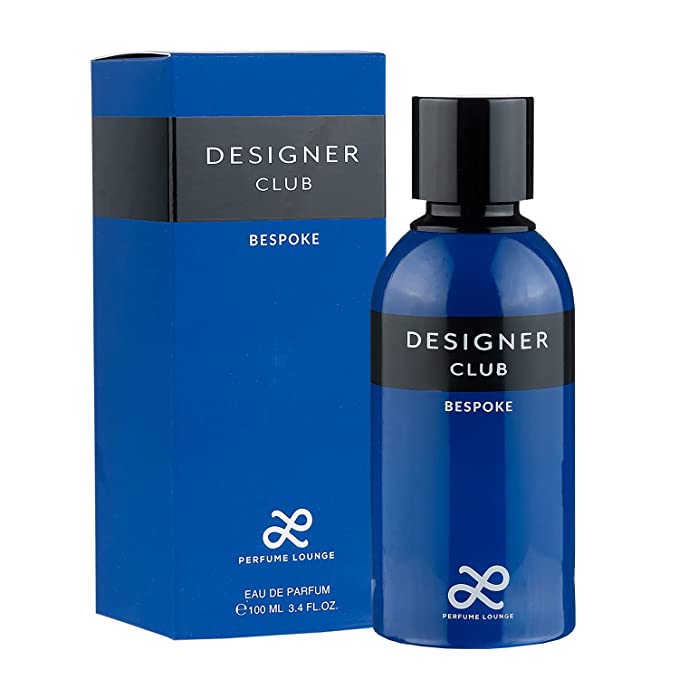 DESIGNER
CLUB
BESPOKE
PERFUME LOUNGE
EAU DE PARFUM
℮100 ML 3.4 FL.OZ.
DESIGNER
CLUB
BESPOKE
PERFUME LOUNGE